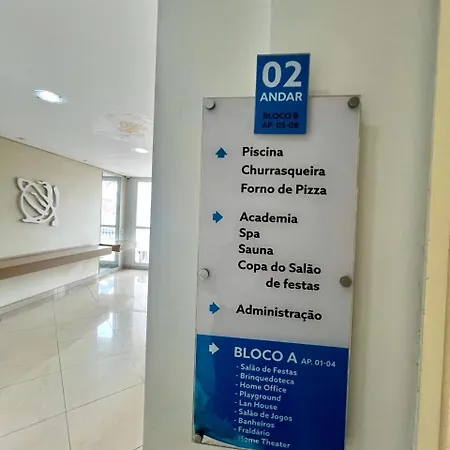 02
ANDAR
BLOCO B
AP. 05-08
Piscina
Churrasqueira
Forno de Pizza
Academia
Spa
Sauna
Copa do Salão
de festas
Administração
BLOCO A AP. 01-04
- Salão de Festas
- Brinquedoteca
- Home Office
- Playground
- Lan House
- Salão de Jogos
- Banheiros
- Fraldário
- Home Theater